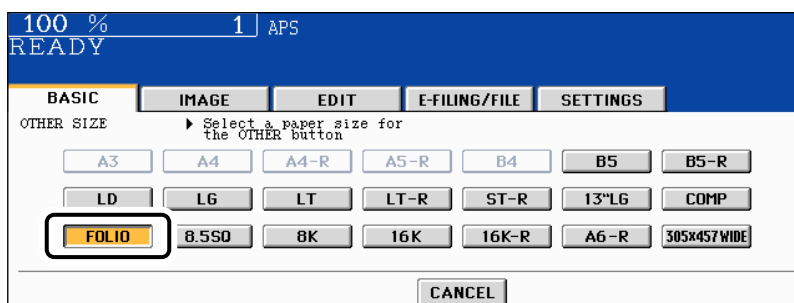 100 % 1 APS
READY
BASIC IMAGE EDIT E-FILING/FILE SETTINGS
OTHER SIZE ▶ Select a paper size for
the OTHER button
A3 A4 A4-R A5-R B4 B5 B5-R
LD LG LT LT-R ST-R 13"LG COMP
FOLIO 8.5SQ 8K 16K 16K-R A6-R 305X457 WIDE
CANCEL